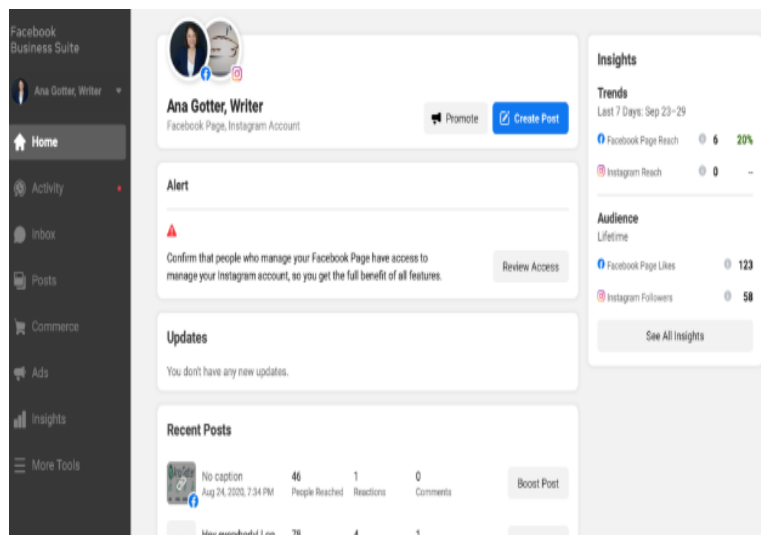 Facebook
Business Suite
Ana Gotter, Writer
Home
Activity
Inbox
Posts
Commerce
Ads
Insights
More Tools
Ana Gotter, Writer
Facebook Page, Instagram Account
Promote
Create Post
Alert
Confirm that people who manage your Facebook Page have access to
manage your Instagram account, so you get the full benefit of all features.
Review Access
Updates
You don't have any new updates.
Recent Posts
No caption
Aug 24, 2020, 7:34 PM
46
People Reached
1
Reactions
0
Comments
Boost Post
78
4
1
Insights
Trends
Last 7 Days: Sep 23–29
Facebook Page Reach 6 20%
Instagram Reach 0 --
Audience
Lifetime
Facebook Page Likes 123
Instagram Followers 58
See All Insights